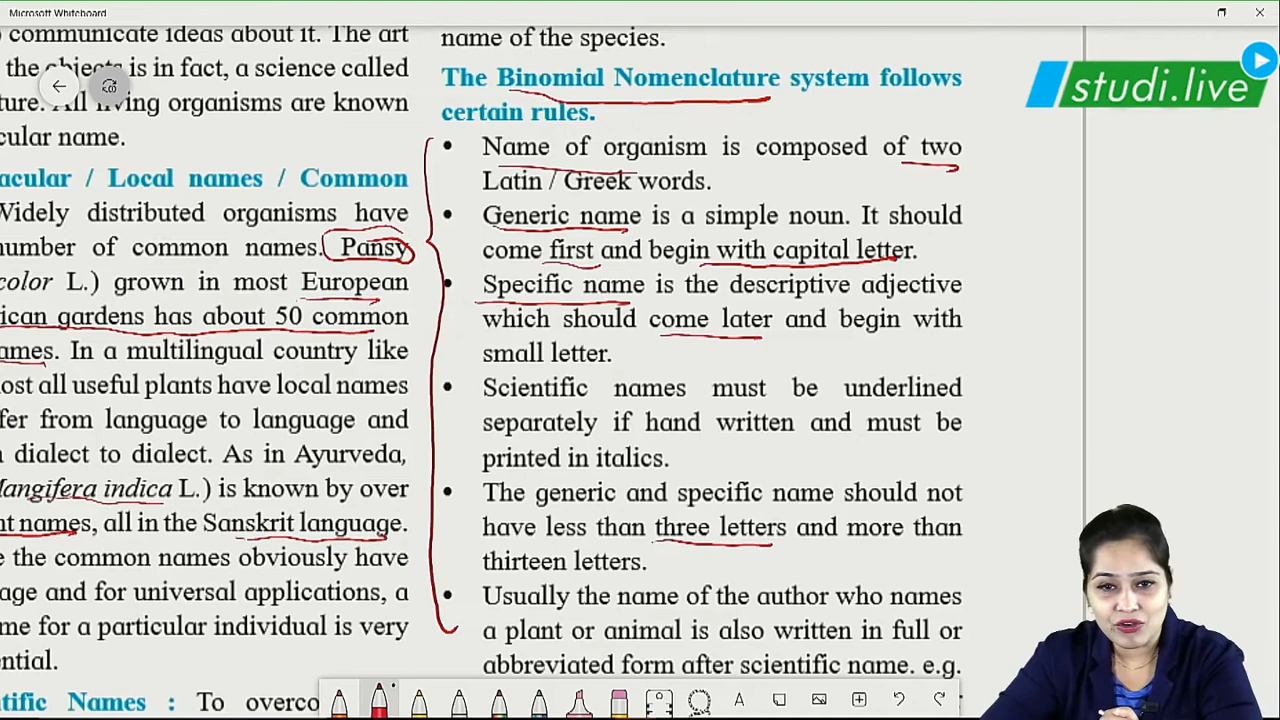 Microsoft Whiteboard
communicate ideas about it. The art
the objects is in fact, a science called
ture. All living organisms are known
cular name.
acular / Local names / Common
Widely distributed organisms have
number of common names. Pansy
color L.) grown in most European
ican gardens has about 50 common
ames. In a multilingual country like
ost all useful plants have local names
fer from language to language and
dialect to dialect. As in Ayurveda,
Mangifera indica L.) is known by over
nt names, all in the Sanskrit language.
e the common names obviously have
age and for universal applications, a
me for a particular individual is very
ential.
ntific Names : To overco
name of the species.
The Binomial Nomenclature system follows
certain rules.
• Name of organism is composed of two
Latin / Greek words.
• Generic name is a simple noun. It should
come first and begin with capital letter.
• Specific name is the descriptive adjective
which should come later and begin with
small letter.
• Scientific names must be underlined
separately if hand written and must be
printed in italics.
• The generic and specific name should not
have less than three letters and more than
thirteen letters.
• Usually the name of the author who names
a plant or animal is also written in full or
abbreviated form after scientific name. e.g.
studi.live